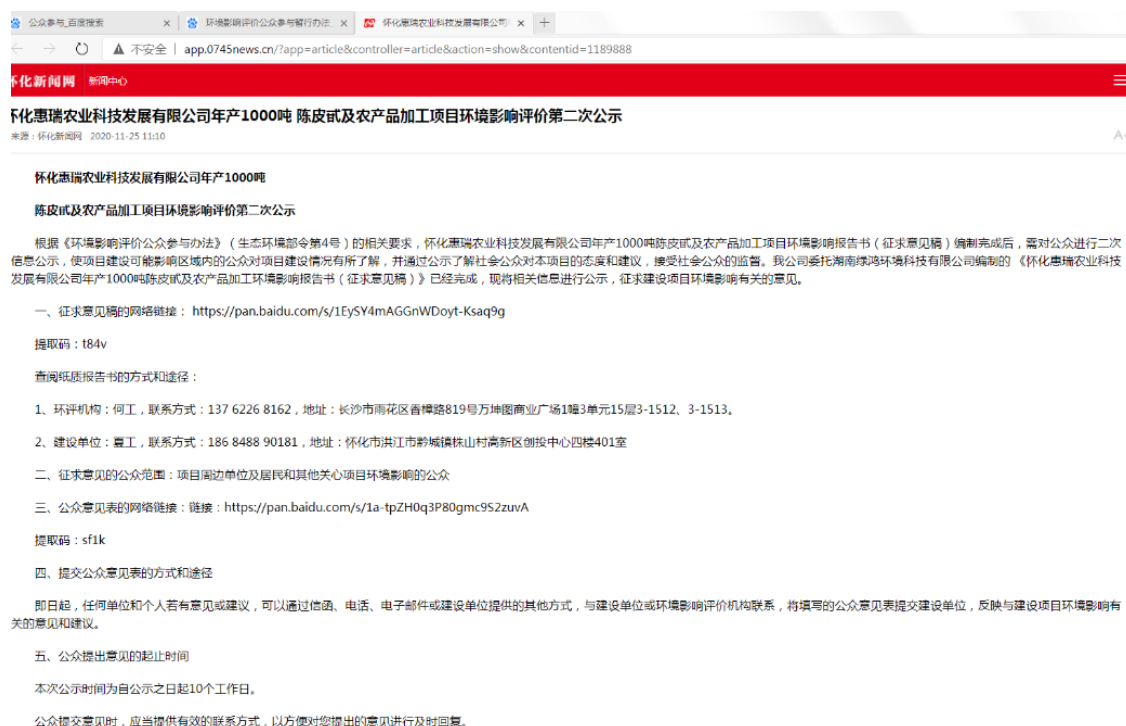 公众参与_百度搜索
环境影响评价公众参与暂行办法_
怀化惠瑞农业科技发展有限公司
不安全 | app.0745news.cn/?app=article&controller=article&action=show&contentid=1189888
怀化新闻网 新闻中心
怀化惠瑞农业科技发展有限公司年产1000吨 陈皮甙及农产品加工项目环境影响评价第二次公示
来源:怀化新闻网 2020-11-25 11:10
A
怀化惠瑞农业科技发展有限公司年产1000吨
陈皮甙及农产品加工项目环境影响评价第二次公示
根据《环境影响评价公众参与办法》(生态环境部令第4号)的相关要求,怀化惠瑞农业科技发展有限公司年产1000吨陈皮甙及农产品加工项目环境影响报告书(征求意见稿)编制完成后,需对公众进行二次
信息公示,使项目建设可能影响区域内的公众对项目建设情况有所了解,并通过公示了解社会公众对本项目的态度和建议,接受社会公众的监督。我公司委托湖南绿鸿环境科技有限公司编制的《怀化惠瑞农业科技
发展有限公司年产1000吨陈皮甙及农产品加工环境影响报告书(征求意见稿)》已经完成,现将相关信息进行公示,征求建设项目环境影响有关的意见。
一、征求意见稿的网络链接: https://pan.baidu.com/s/1EySY4mAGGnWDoyt-Ksaq9g
提取码:t84v
查阅纸质报告书的方式和途径:
1、环评机构:何工,联系方式:137 6226 8162,地址:长沙市雨花区香樟路819号万坤图商业广场1幢3单元15层3-1512、3-1513。
2、建设单位:夏工,联系方式:186 8488 90181,地址:怀化市洪江市黔城镇株山村高新区创投中心四楼401室
二、征求意见的公众范围:项目周边单位及居民和其他关心项目环境影响的公众
三、公众意见表的网络链接:链接:https://pan.baidu.com/s/1a-tpZH0q3P80gmc9S2zuvA
提取码:sf1k
四、提交公众意见表的方式和途径
即日起,任何单位和个人若有意见或建议,可以通过信函、电话、电子邮件或建设单位提供的其他方式,与建设单位或环境影响评价机构联系,将填写的公众意见表提交建设单位,反映与建设项目环境影响有
关的意见和建议。
五、公众提出意见的起止时间
本次公示时间为自公示之日起10个工作日。
公众提交意见时,应当提供有效的联系方式,以方便对您提出的意见进行及时回复。